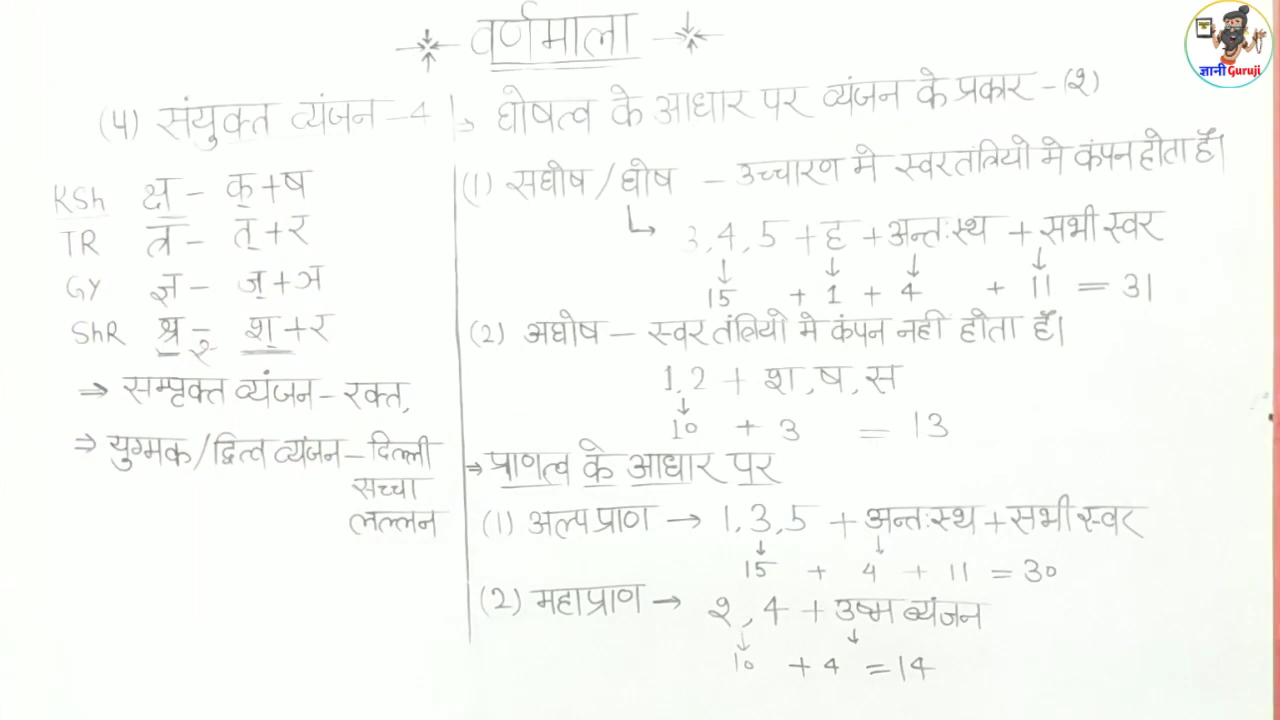 वर्णमाला
ज्ञानी Guruji
(५) संयुक्त व्यंजन - 4
KSh क्ष - क्+ष
TR त्र - त्+र
GY ज्ञ - ज्+ञ
ShR श्र - श्+र
⇒ सम्पृक्त व्यंजन - रक्त,
⇒ युग्मक/द्वित्व व्यंजन - दिल्ली
सच्चा
लल्लन
→ घोषत्व के आधार पर व्यंजन के प्रकार - (२)
(1) सघोष / घोष - उच्चारण मे स्वरतंत्रियो मे कंपन होता हैं।
↳ 3, 4, 5 + ह + अन्तःस्थ + सभी स्वर
15 + 1 + 4 + 11 = 31
(2) अघोष - स्वर तंत्रियो मे कंपन नही होता हैं।
1, 2 + श, ष, स
10 + 3 = 13
⇒ प्राणत्व के आधार पर
(1) अल्पप्राण → 1, 3, 5 + अन्तःस्थ + सभी स्वर
15 + 4 + 11 = 30
(2) महाप्राण → २, 4 + उष्म व्यंजन
10 + 4 = 14